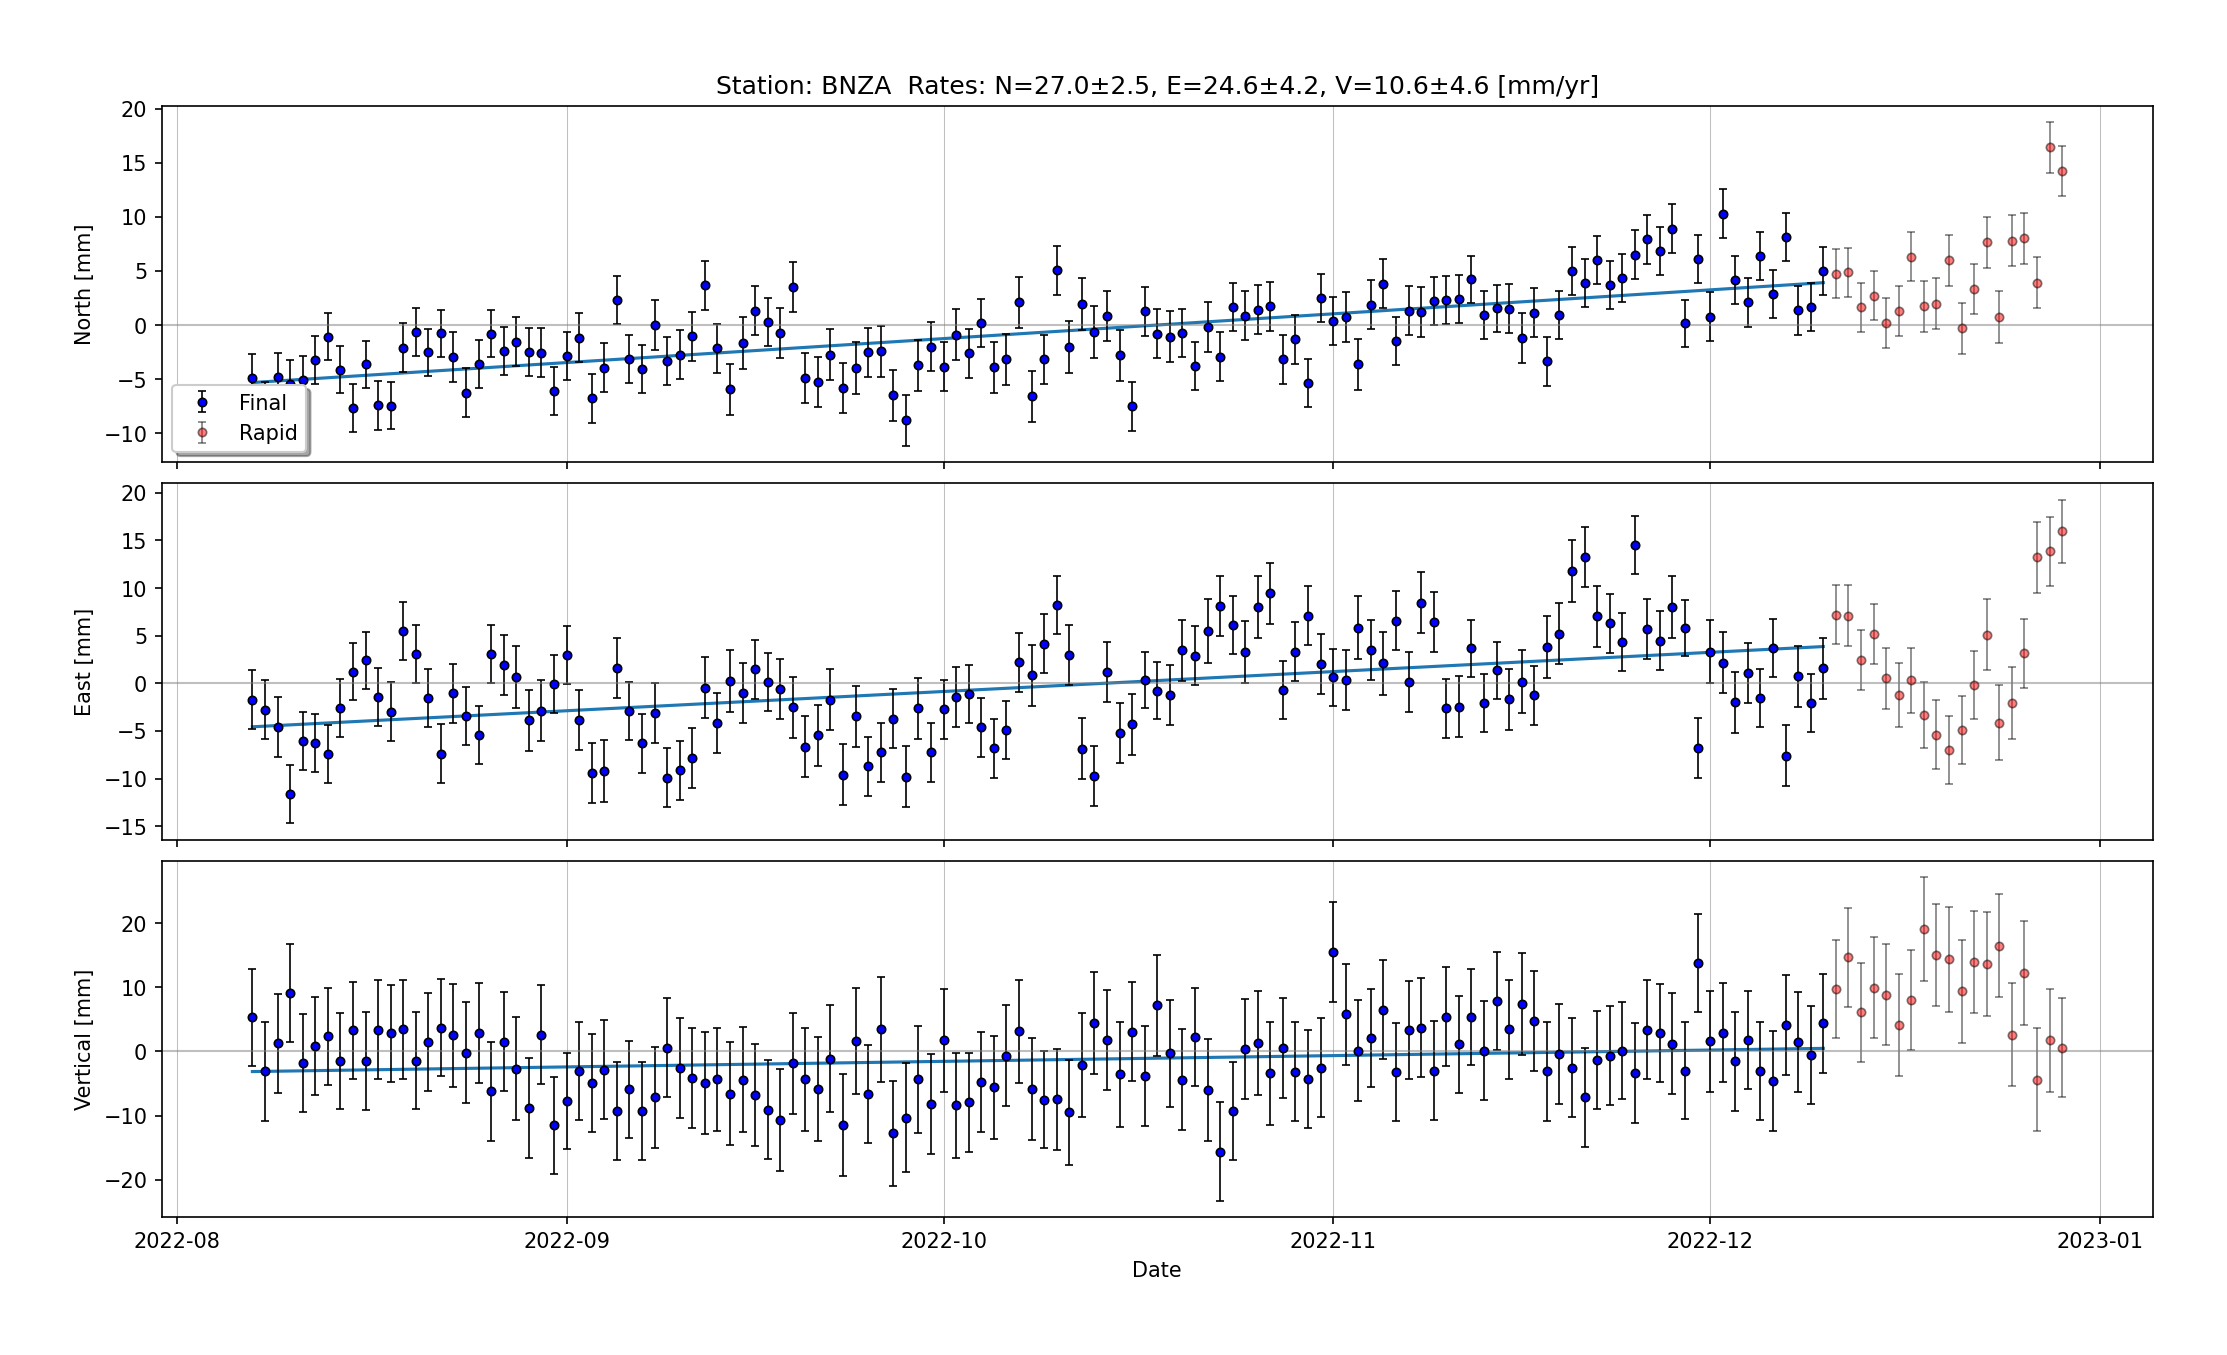 Station: BNZA  Rates: N=27.0±2.5, E=24.6±4.2, V=10.6±4.6 [mm/yr]
20
15
10
5
0
−5
−10
North [mm]
Final
Rapid
20
15
10
5
0
−5
−10
−15
East [mm]
20
10
0
−10
−20
Vertical [mm]
2022-08 2022-09 2022-10 2022-11 2022-12 2023-01
Date